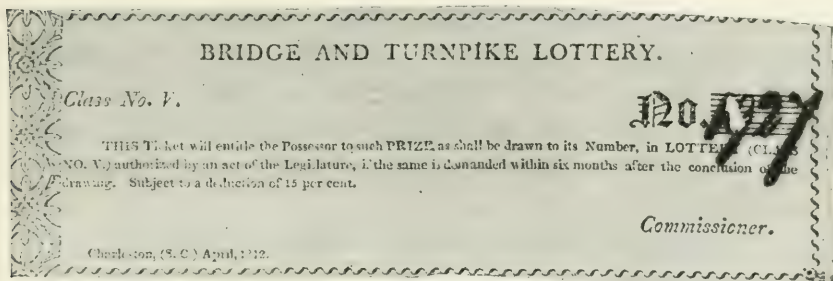 BRIDGE AND TURNPIKE LOTTERY.
Class No. V.
No.
THIS Ticket will entitle the Possessor to such PRIZE as shall be drawn to its Number, in LOTTERY (CLASS
NO. V.) authorized by an act of the Legislature, if the same is demanded within six months after the conclusion of the
drawing. Subject to a deduction of 15 per cent.
Commissioner.
Charleston, (S. C.) April,